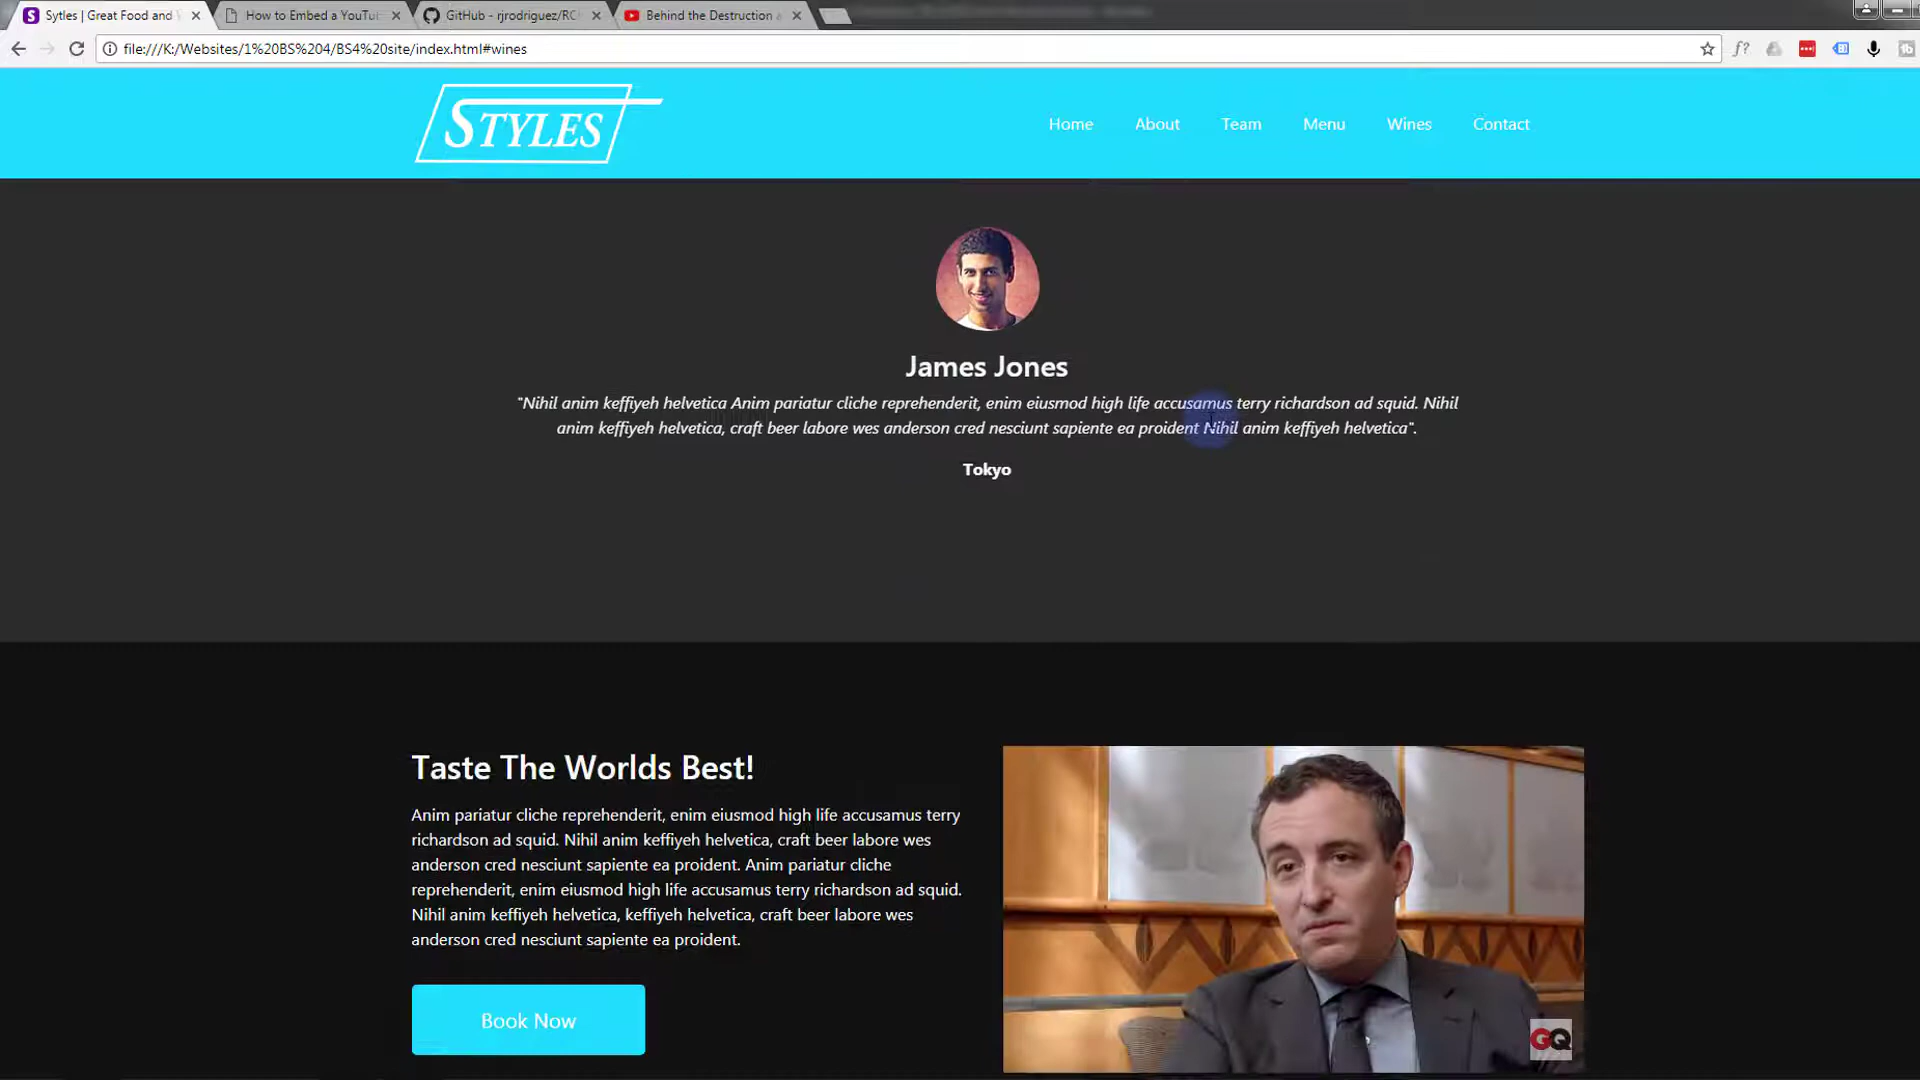 Sytles | Great Food and
How to Embed a YouTu
GitHub - rjrodriguez/RC
Behind the Destruction
file:///K:/Websites/1%20BS%204/BS4%20site/index.html#wines
f?
STYLES
Home
About
Team
Menu
Wines
Contact
James Jones
"Nihil anim keffiyeh helvetica Anim pariatur cliche reprehenderit, enim eiusmod high life accusamus terry richardson ad squid. Nihil
anim keffiyeh helvetica, craft beer labore wes anderson cred nesciunt sapiente ea proident Nihil anim keffiyeh helvetica".
Tokyo
Taste The Worlds Best!
Anim pariatur cliche reprehenderit, enim eiusmod high life accusamus terry
richardson ad squid. Nihil anim keffiyeh helvetica, craft beer labore wes
anderson cred nesciunt sapiente ea proident. Anim pariatur cliche
reprehenderit, enim eiusmod high life accusamus terry richardson ad squid.
Nihil anim keffiyeh helvetica, keffiyeh helvetica, craft beer labore wes
anderson cred nesciunt sapiente ea proident.
Book Now
GQ